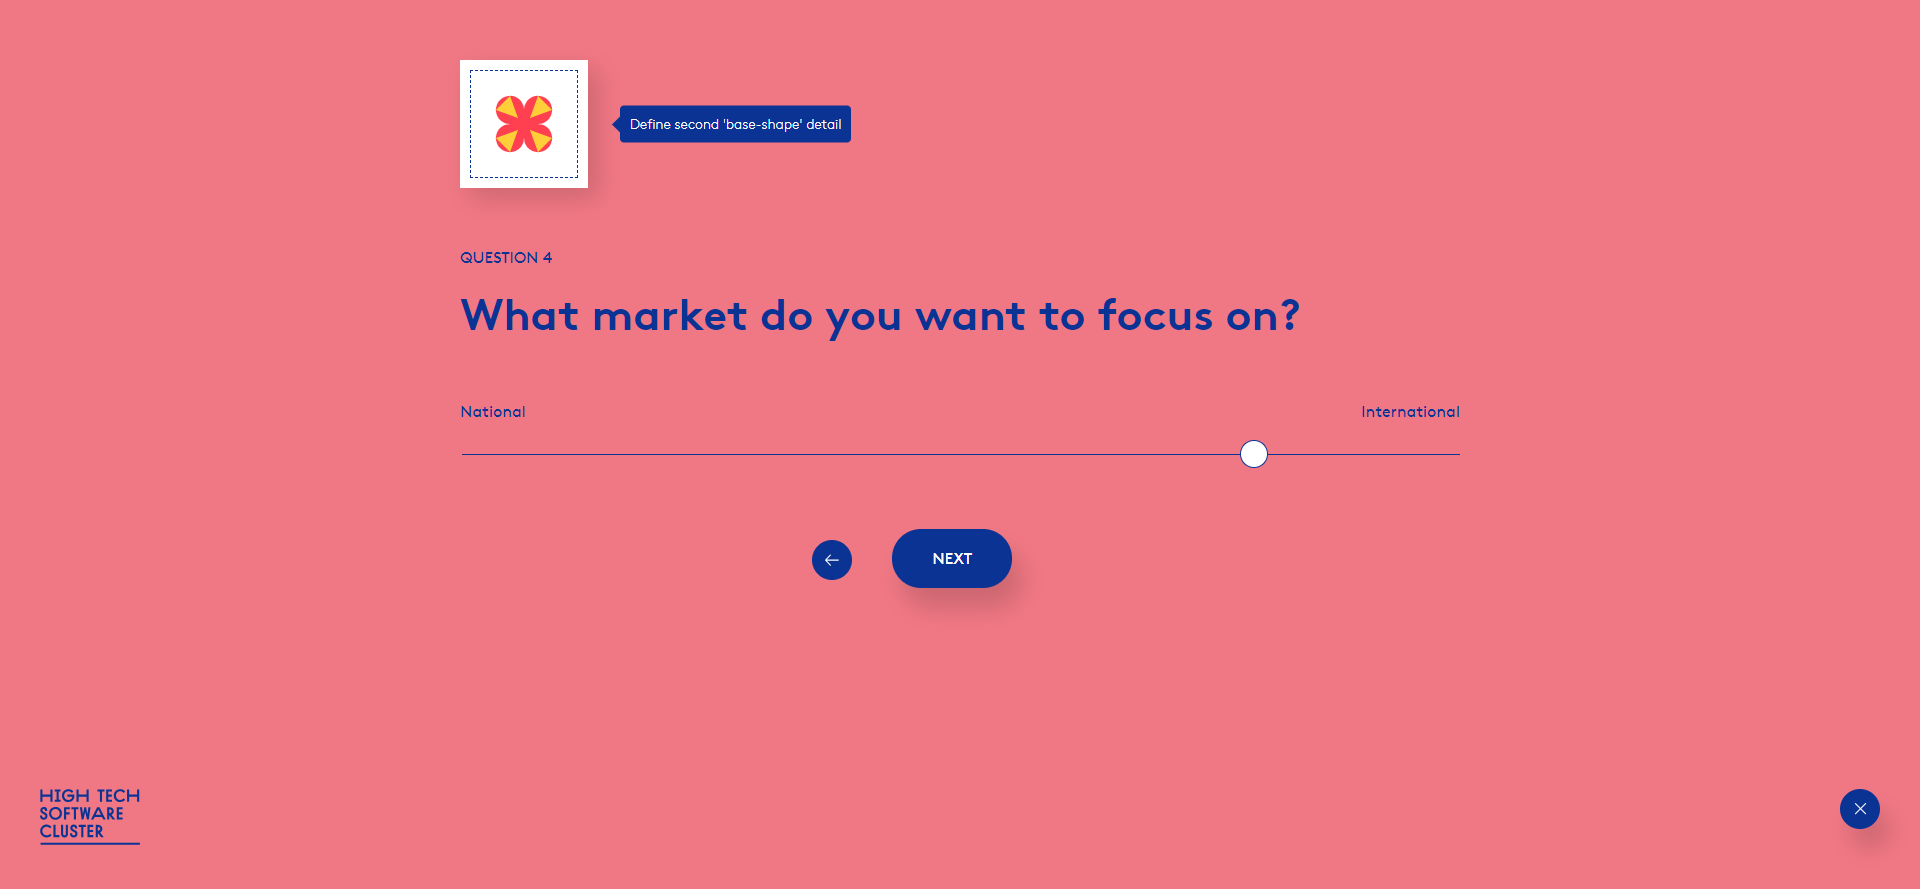 Define second 'base-shape' detail
QUESTION 4
What market do you want to focus on?
National
International
NEXT
HIGH TECH
SOFTWARE
CLUSTER